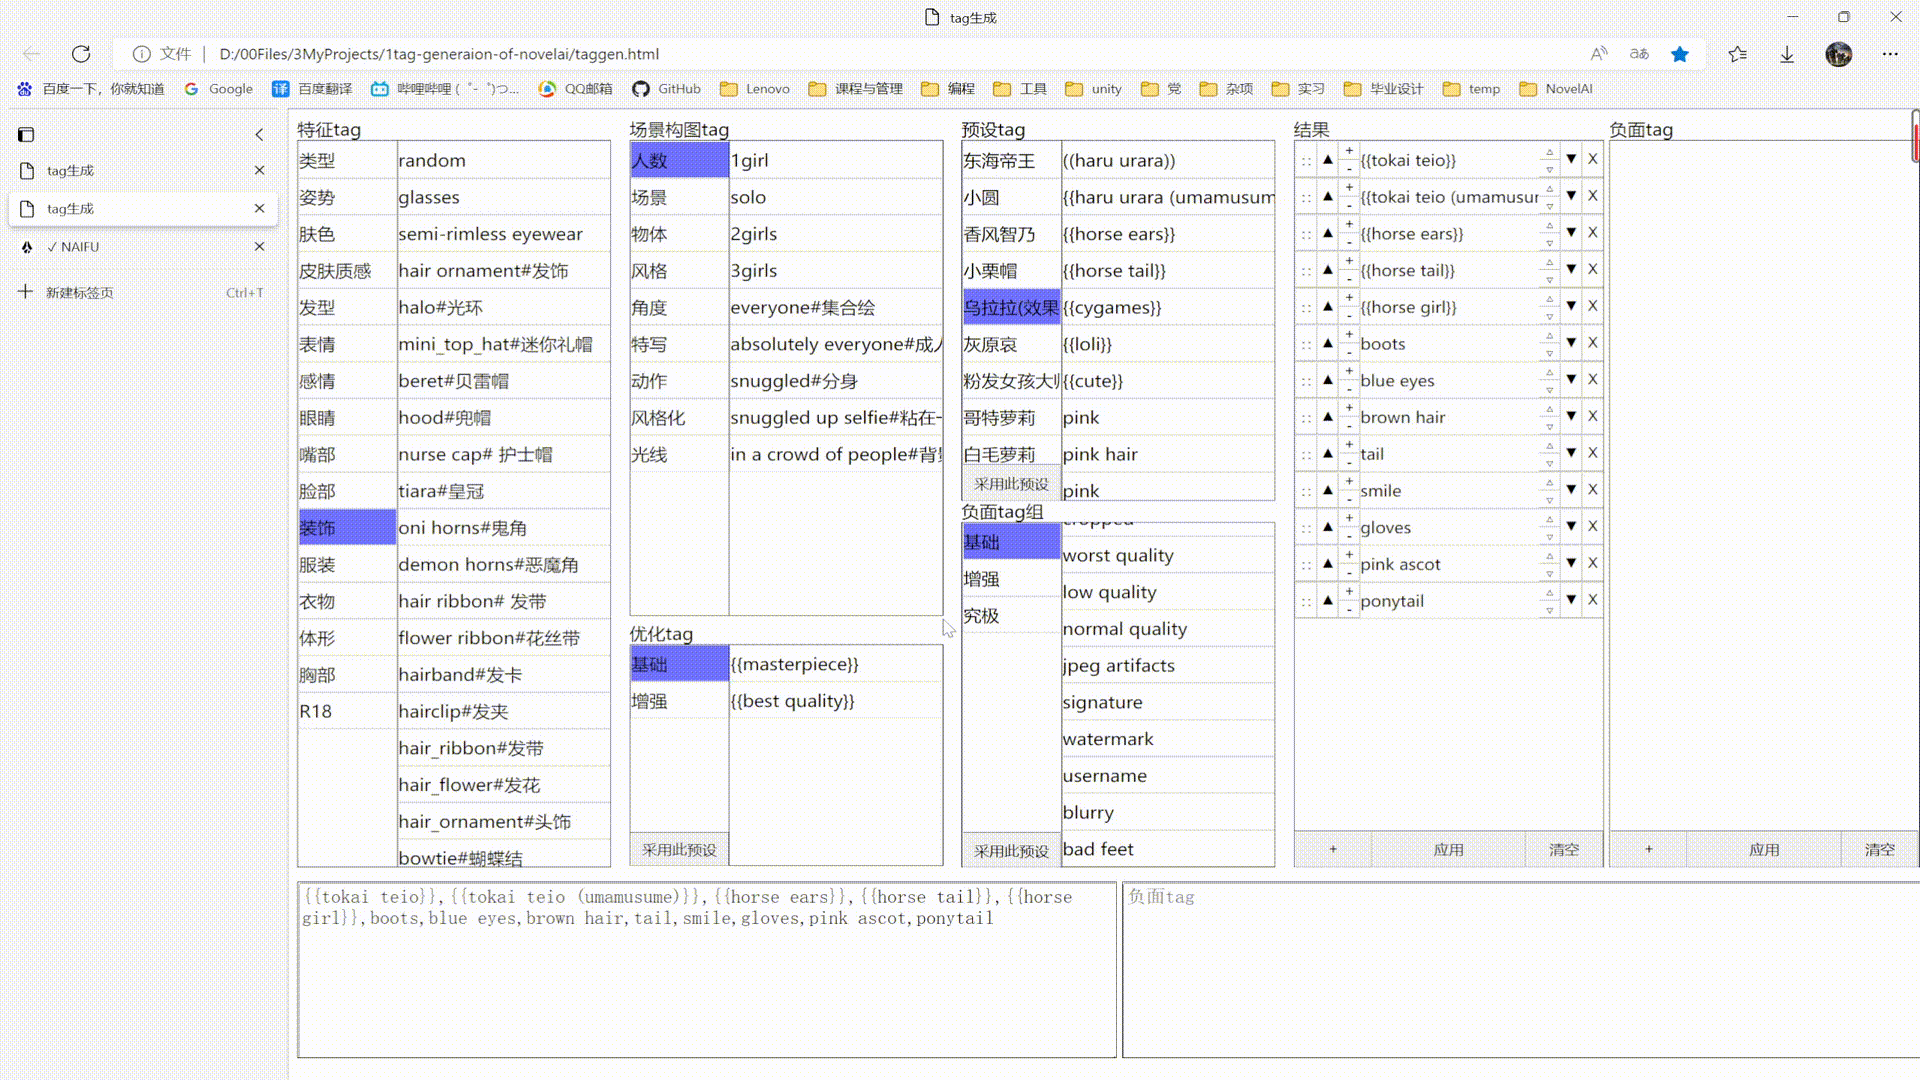 tag生成
文件 | D:/00Files/3MyProjects/1tag-generaion-of-novelai/taggen.html
百度一下，你就知道 Google 百度翻译 哔哩哔哩 ( ゜- ゜)つ... QQ邮箱 GitHub Lenovo 课程与管理 编程 工具 unity 党 杂项 实习 毕业设计 temp NovelAI
tag生成
tag生成
✓ NAIFU
新建标签页 Ctrl+T
特征tag
类型
姿势
肤色
皮肤质感
发型
表情
感情
眼睛
嘴部
脸部
装饰
服装
衣物
体形
胸部
R18
random
glasses
semi-rimless eyewear
hair ornament#发饰
halo#光环
mini_top_hat#迷你礼帽
beret#贝雷帽
hood#兜帽
nurse cap# 护士帽
tiara#皇冠
oni horns#鬼角
demon horns#恶魔角
hair ribbon# 发带
flower ribbon#花丝带
hairband#发卡
hairclip#发夹
hair_ribbon#发带
hair_flower#发花
hair_ornament#头饰
bowtie#蝴蝶结
场景构图tag
人数
场景
物体
风格
角度
特写
动作
风格化
光线
1girl
solo
2girls
3girls
everyone#集合绘
absolutely everyone#成人
snuggled#分身
snuggled up selfie#粘在一
in a crowd of people#背景
优化tag
基础
增强
采用此预设
{{masterpiece}}
{{best quality}}
预设tag
东海帝王
小圆
香风智乃
小栗帽
乌拉拉(效果
灰原哀
粉发女孩大师
哥特萝莉
白毛萝莉
采用此预设
((haru urara))
{{haru urara (umamusum
{{horse ears}}
{{horse tail}}
{{cygames}}
{{loli}}
{{cute}}
pink
pink hair
pink
负面tag组
基础
增强
究极
采用此预设
cropped
worst quality
low quality
normal quality
jpeg artifacts
signature
watermark
username
blurry
bad feet
结果
:: ▲ + - {{tokai teio}} ▼ X
:: ▲ + - {{tokai teio (umamusur ▼ X
:: ▲ + - {{horse ears}} ▼ X
:: ▲ + - {{horse tail}} ▼ X
:: ▲ + - {{horse girl}} ▼ X
:: ▲ + - boots ▼ X
:: ▲ + - blue eyes ▼ X
:: ▲ + - brown hair ▼ X
:: ▲ + - tail ▼ X
:: ▲ + - smile ▼ X
:: ▲ + - gloves ▼ X
:: ▲ + - pink ascot ▼ X
:: ▲ + - ponytail ▼ X
+ 应用 清空
负面tag
+ 应用 清空
{{tokai teio}},{{tokai teio (umamusume)}},{{horse ears}},{{horse tail}},{{horse
girl}},boots,blue eyes,brown hair,tail,smile,gloves,pink ascot,ponytail
负面tag